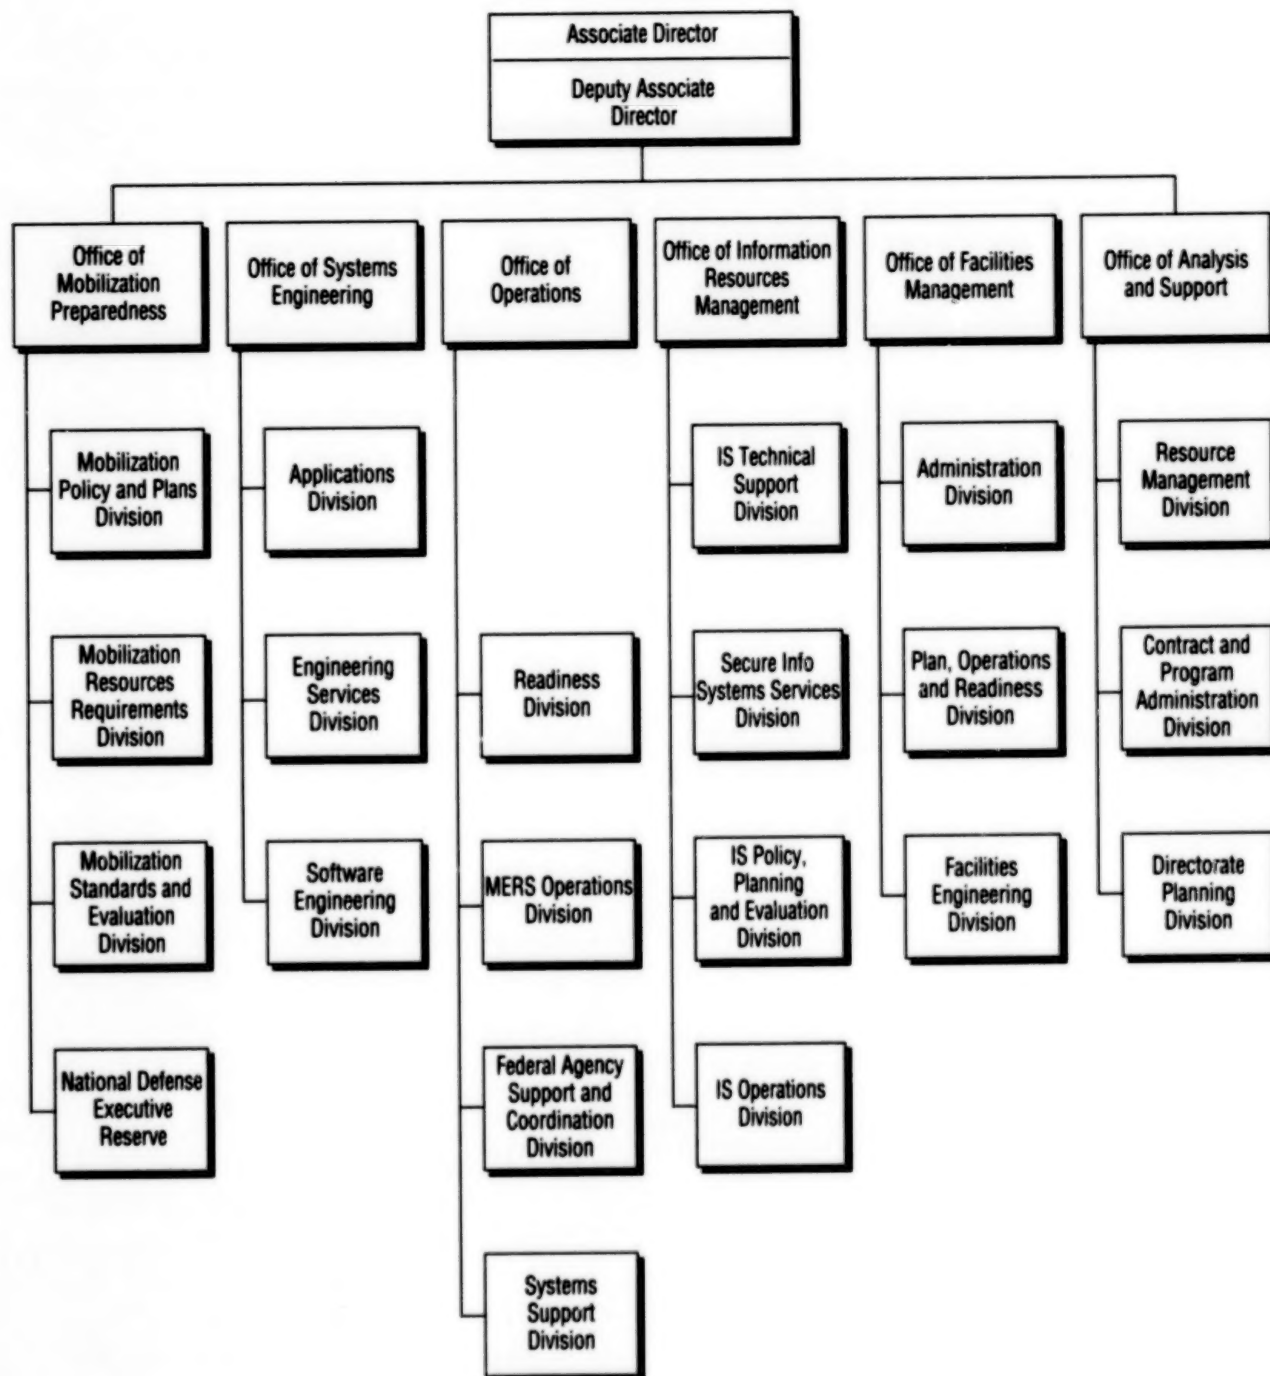 Associate Director
Deputy Associate
Director
Office of
Mobilization
Preparedness
Office of Systems
Engineering
Office of
Operations
Office of Information
Resources
Management
Office of Facilities
Management
Office of Analysis
and Support
Mobilization
Policy and Plans
Division
Mobilization
Resources
Requirements
Division
Mobilization
Standards and
Evaluation
Division
National Defense
Executive
Reserve
Applications
Division
Engineering
Services
Division
Software
Engineering
Division
Readiness
Division
MERS Operations
Division
Federal Agency
Support and
Coordination
Division
Systems
Support
Division
IS Technical
Support
Division
Secure Info
Systems Services
Division
IS Policy,
Planning
and Evaluation
Division
IS Operations
Division
Administration
Division
Plan, Operations
and Readiness
Division
Facilities
Engineering
Division
Resource
Management
Division
Contract and
Program
Administration
Division
Directorate
Planning
Division